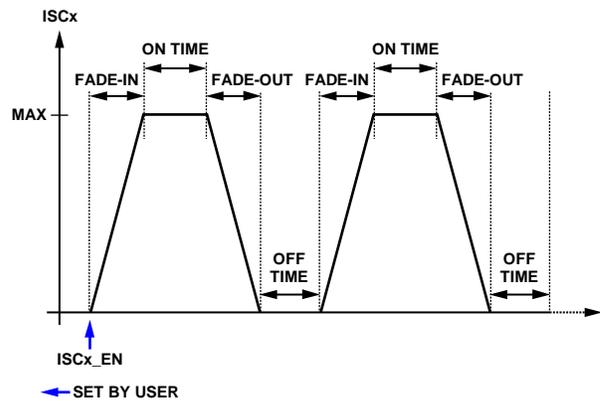 ISCx
ON TIME
ON TIME
FADE-IN
FADE-OUT
FADE-IN
FADE-OUT
MAX
OFF
TIME
OFF
TIME
ISCx_EN
SET BY USER